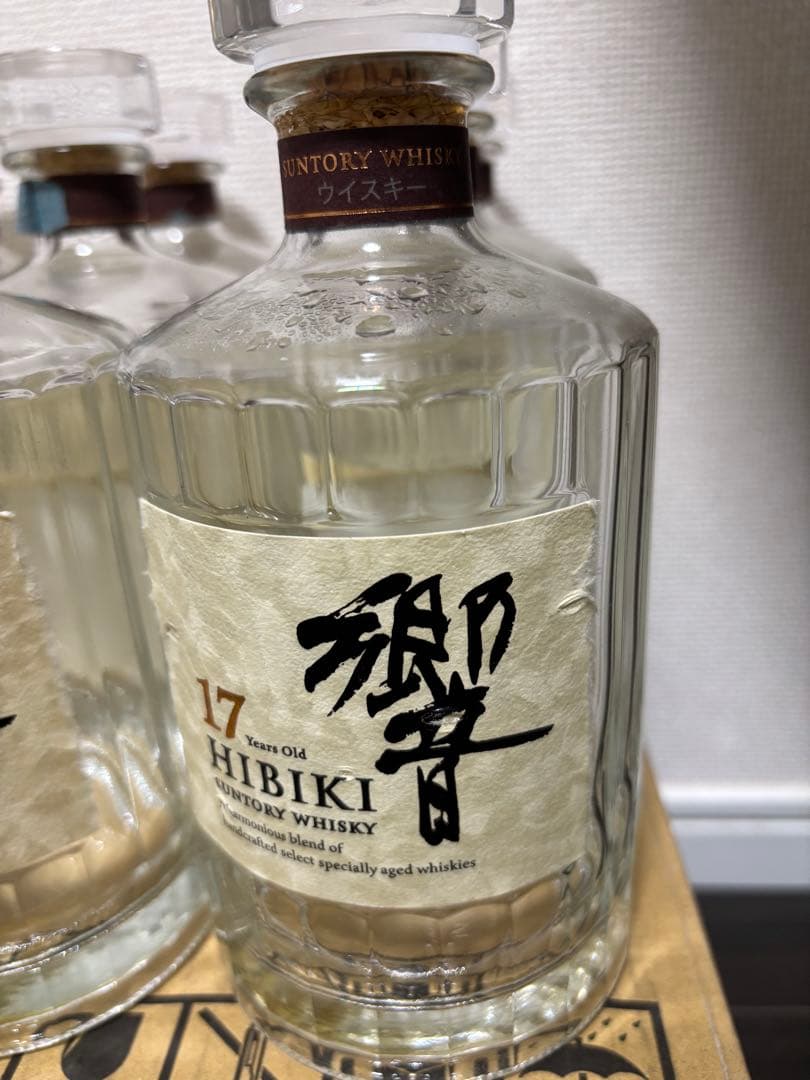 SUNTORY WHISKY
ウイスキー
響
17
Years Old
HIBIKI
SUNTORY WHISKY
harmonious blend of
handcrafted select specially aged whiskies